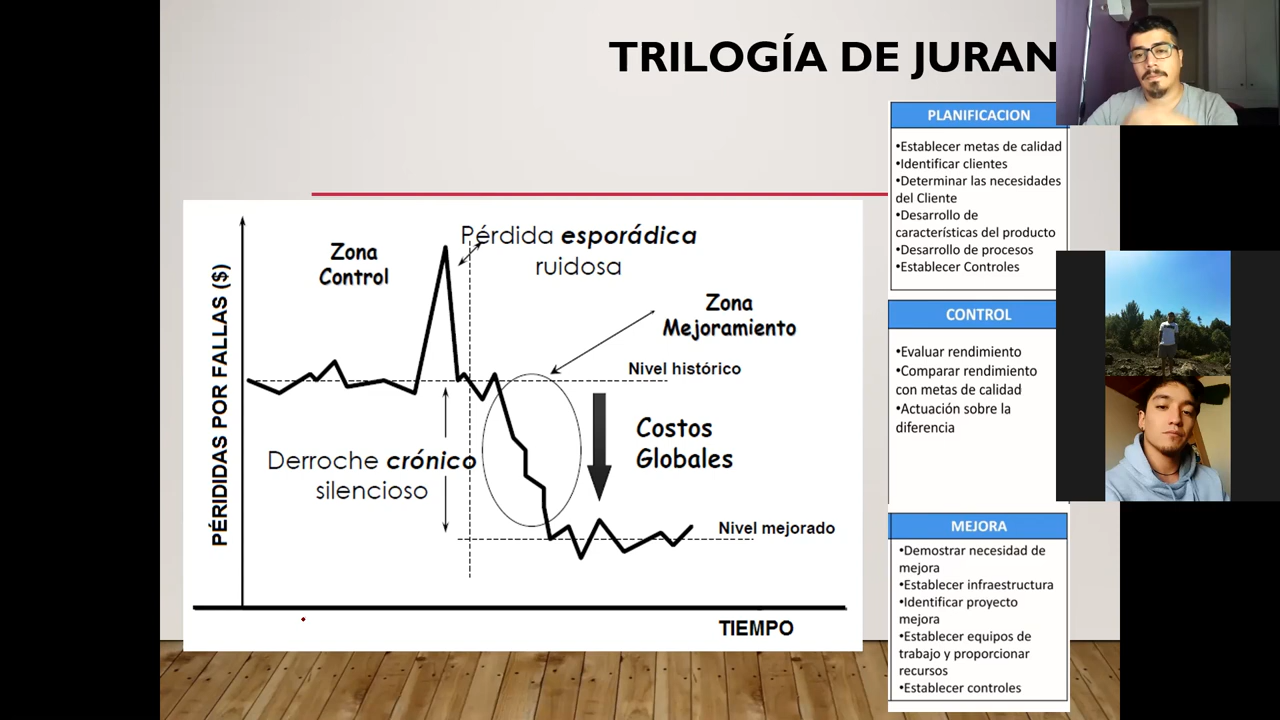 TRILOGÍA DE JURAN
Zona
Control
Pérdida esporádica
ruidosa
Zona
Mejoramiento
Nivel histórico
Costos
Globales
Derroche crónico
silencioso
Nivel mejorado
PÉRIDIDAS POR FALLAS ($)
TIEMPO
PLANIFICACION
•Establecer metas de calidad
•Identificar clientes
•Determinar las necesidades
del Cliente
•Desarrollo de
características del producto
•Desarrollo de procesos
•Establecer Controles
CONTROL
•Evaluar rendimiento
•Comparar rendimiento
con metas de calidad
•Actuación sobre la
diferencia
MEJORA
•Demostrar necesidad de
mejora
•Establecer infraestructura
•Identificar proyecto
mejora
•Establecer equipos de
trabajo y proporcionar
recursos
•Establecer controles